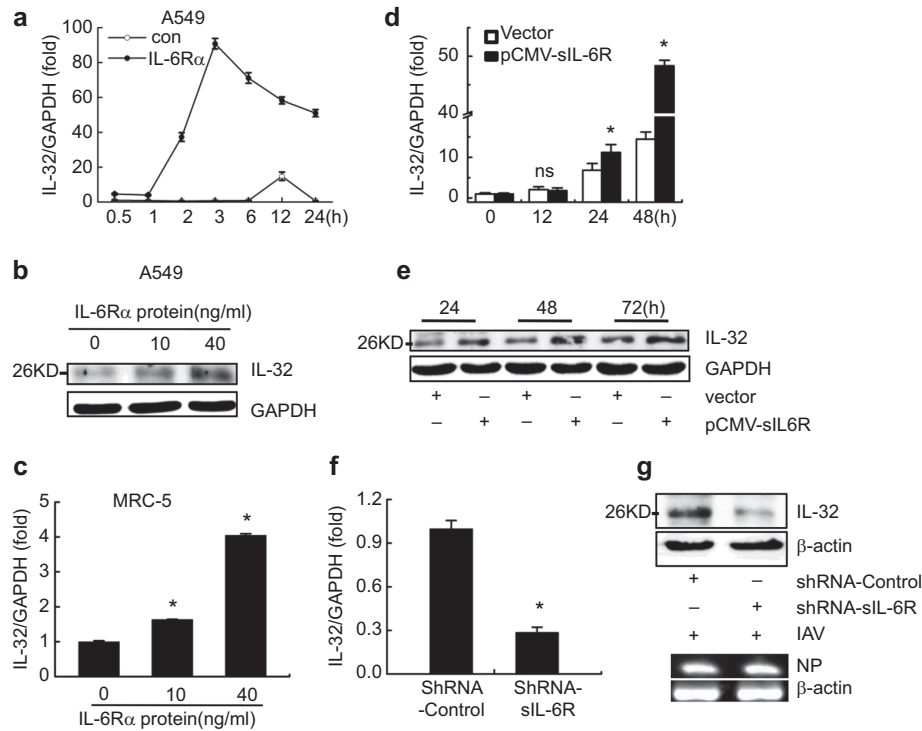 a
A549
con
IL-6Rα
IL-32/GAPDH (fold)
100
80
60
40
20
0
0.5 1 2 3 6 12 24(h)
d
Vector
pCMV-sIL-6R
IL-32/GAPDH (fold)
50
40
10
0
ns
*
*
0 12 24 48(h)
b
A549
IL-6Rα protein(ng/ml)
0 10 40
26KD
IL-32
GAPDH
e
24 48 72(h)
26KD
IL-32
GAPDH
+ – + – + – vector
– + – + – + pCMV-sIL6R
c
MRC-5
IL-32/GAPDH (fold)
5
4
2
1
0
*
*
0 10 40
IL-6Rα protein(ng/ml)
f
IL-32/GAPDH (fold)
1.2
0.9
0.6
0.3
0.0
*
ShRNA
-Control
ShRNA-
sIL-6R
g
26KD
IL-32
β-actin
+ – shRNA-Control
– + shRNA-sIL-6R
+ + IAV
NP
β-actin